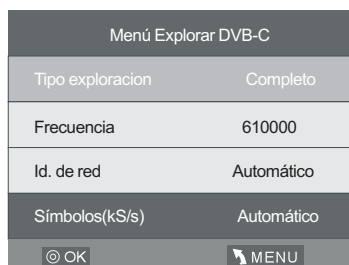 Menú Explorar DVB-C
Tipo exploracion Completo
Frecuencia 610000
Id. de red Automático
Símbolos(kS/s) Automático
OK MENU